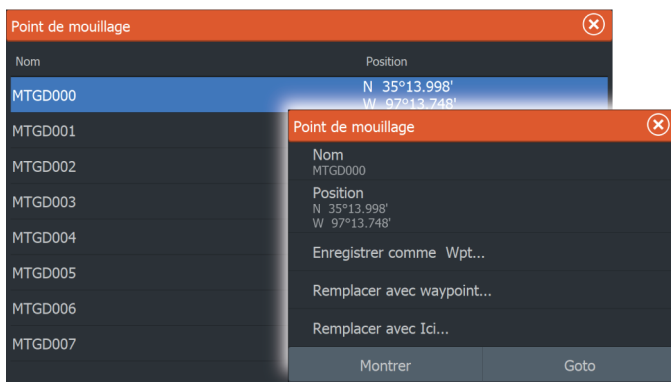 Point de mouillage
Nom Position
MTGD000 N 35°13.998'
W 97°13.748'
MTGD001
MTGD002
MTGD003
MTGD004
MTGD005
MTGD006
MTGD007
Point de mouillage
Nom
MTGD000
Position
N 35°13.998'
W 97°13.748'
Enregistrer comme Wpt...
Remplacer avec waypoint...
Remplacer avec Ici...
Montrer Goto